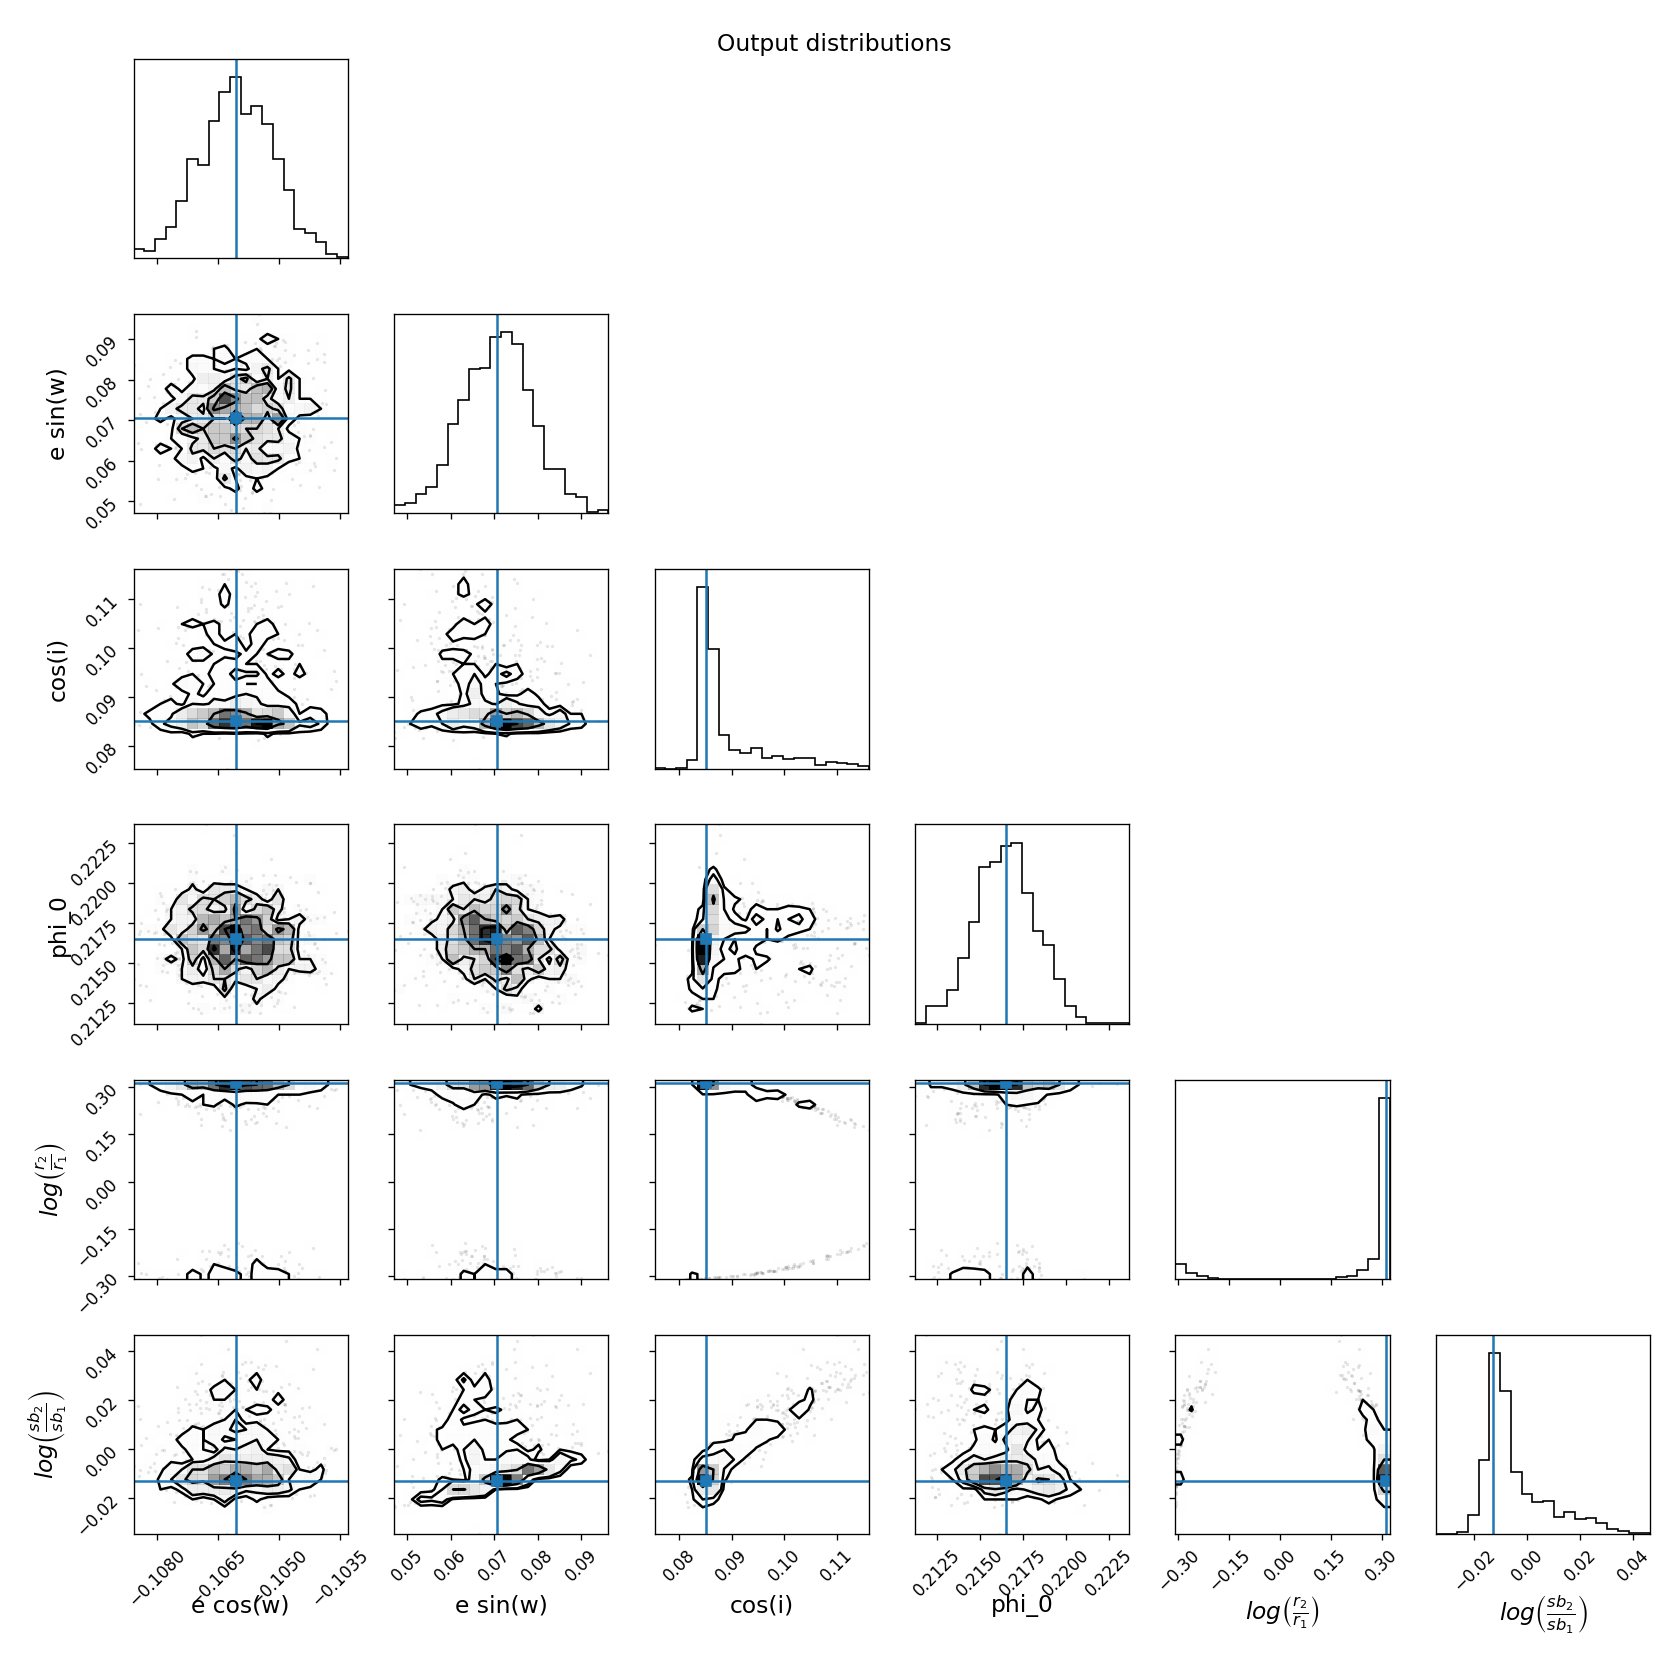 Output distributions
e sin(w)
0.09
0.08
0.07
0.06
0.05
cos(i)
0.11
0.10
0.09
0.08
phi_0
0.2225
0.2200
0.2175
0.2150
0.2125
log(r2/r1)
0.30
0.15
0.00
−0.15
−0.30
log(sb2/sb1)
0.04
0.02
0.00
−0.02
−0.1080 −0.1065 −0.1050 −0.1035
e cos(w)
0.05 0.06 0.07 0.08 0.09
e sin(w)
0.08 0.09 0.10 0.11
cos(i)
0.2125 0.2150 0.2175 0.2200 0.2225
phi_0
−0.30 −0.15 0.00 0.15 0.30
log(r2/r1)
−0.02 0.00 0.02 0.04
log(sb2/sb1)